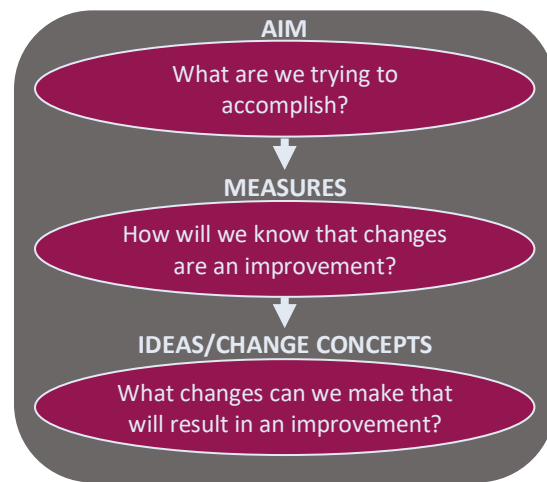 AIM
What are we trying to
accomplish?
MEASURES
How will we know that changes
are an improvement?
IDEAS/CHANGE CONCEPTS
What changes can we make that
will result in an improvement?